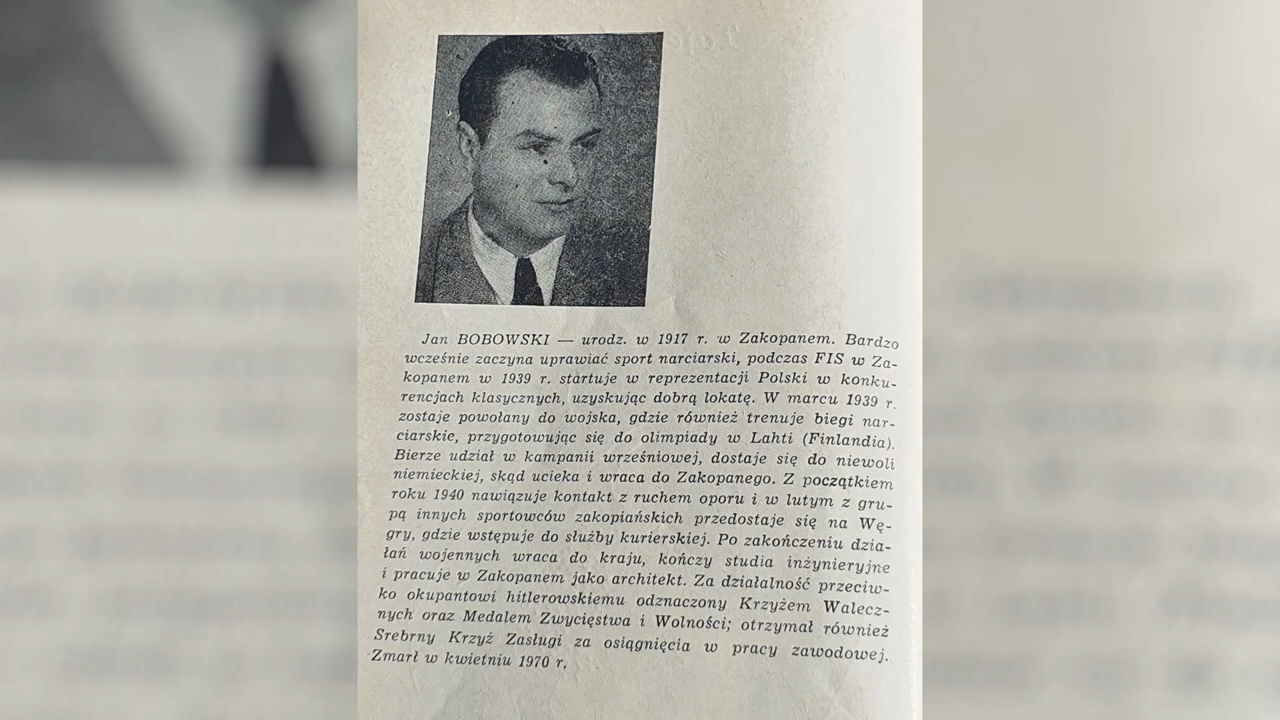 Jan BOBOWSKI — urodz. w 1917 r. w Zakopanem. Bardzo
wcześnie zaczyna uprawiać sport narciarski, podczas FIS w Za-
kopanem w 1939 r. startuje w reprezentacji Polski w konku-
rencjach klasycznych, uzyskując dobrą lokatę. W marcu 1939 r.
zostaje powołany do wojska, gdzie również trenuje biegi nar-
ciarskie, przygotowując się do olimpiady w Lahti (Finlandia).
Bierze udział w kampanii wrześniowej, dostaje się do niewoli
niemieckiej, skąd ucieka i wraca do Zakopanego. Z początkiem
roku 1940 nawiązuje kontakt z ruchem oporu i w lutym z gru-
pą innych sportowców zakopiańskich przedostaje się na Wę-
gry, gdzie wstępuje do służby kurierskiej. Po zakończeniu dzia-
łań wojennych wraca do kraju, kończy studia inżynieryjne
i pracuje w Zakopanem jako architekt. Za działalność przeciw-
ko okupantowi hitlerowskiemu odznaczony Krzyżem Walecz-
nych oraz Medalem Zwycięstwa i Wolności; otrzymał również
Srebrny Krzyż Zasługi za osiągnięcia w pracy zawodowej.
Zmarł w kwietniu 1970 r.